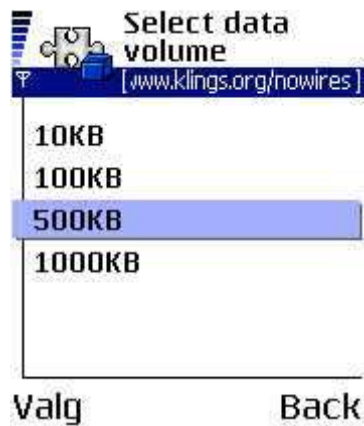 Select data
volume
[www.klings.org/nowires]
10KB
100KB
500KB
1000KB
Valg Back